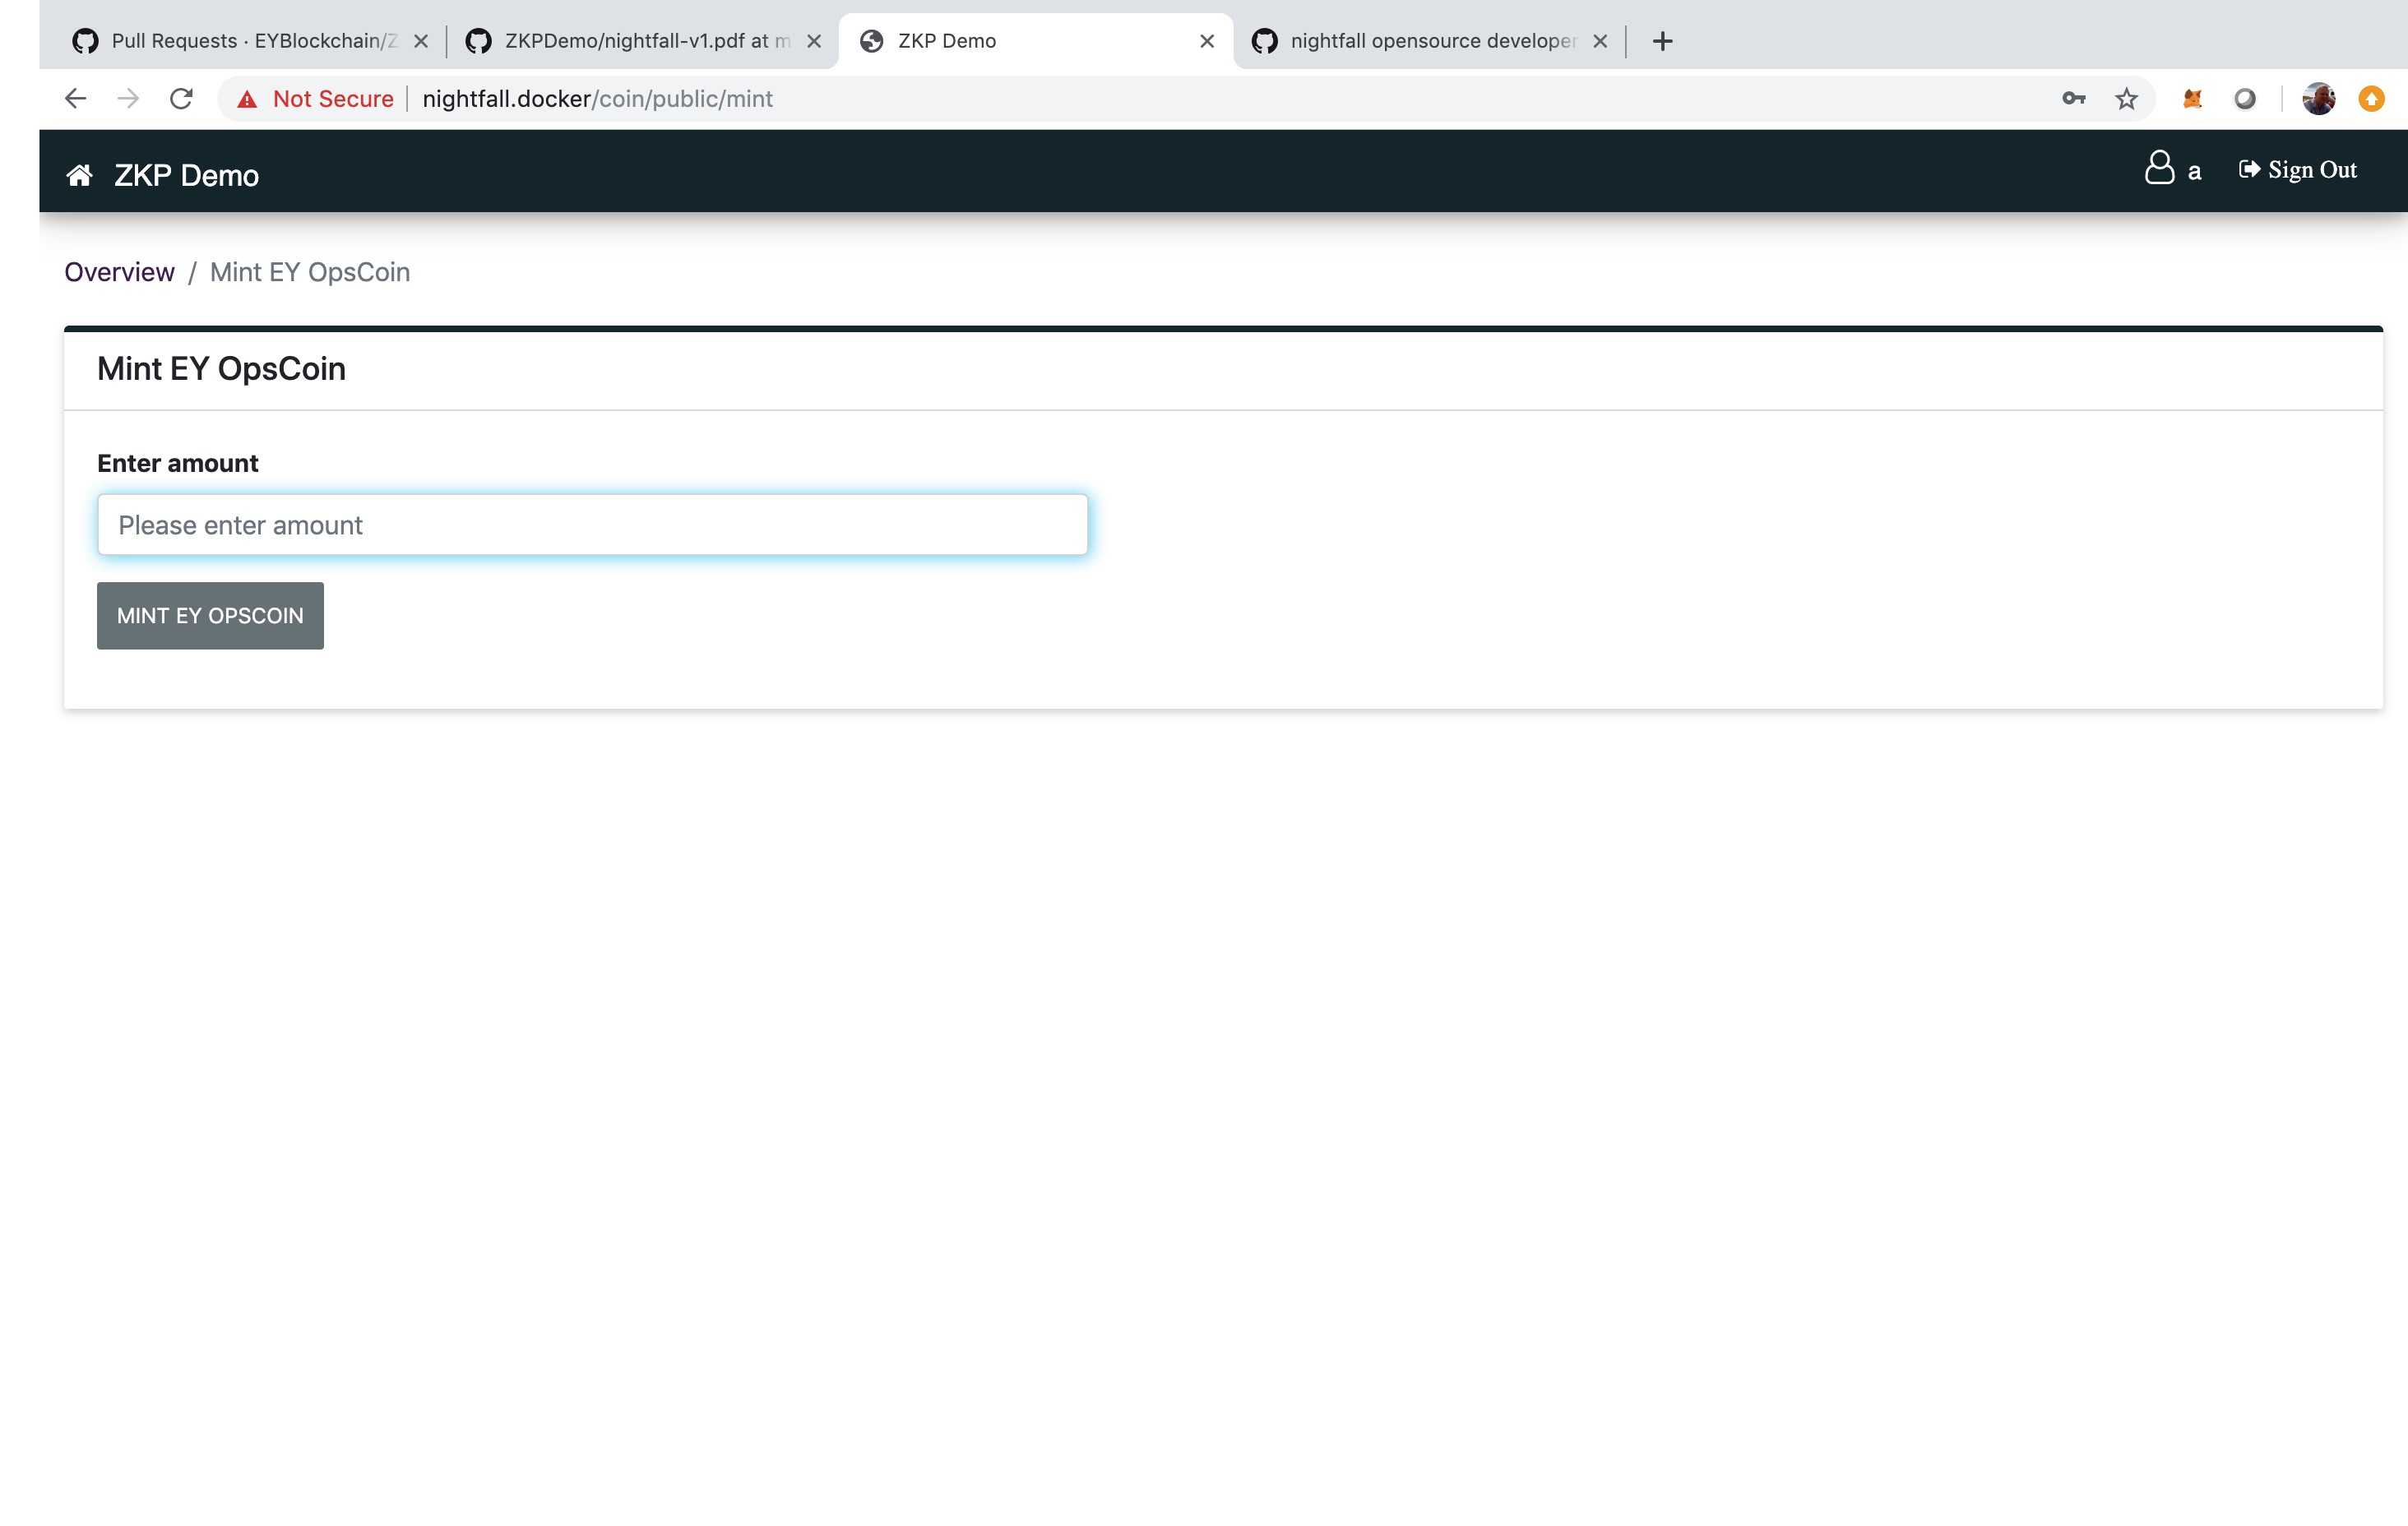 Pull Requests · EYBlockchain/Z
ZKPDemo/nightfall-v1.pdf at m
ZKP Demo
nightfall opensource developer
Not Secure nightfall.docker/coin/public/mint
ZKP Demo
a
Sign Out
Overview / Mint EY OpsCoin
Mint EY OpsCoin
Enter amount
Please enter amount
MINT EY OPSCOIN